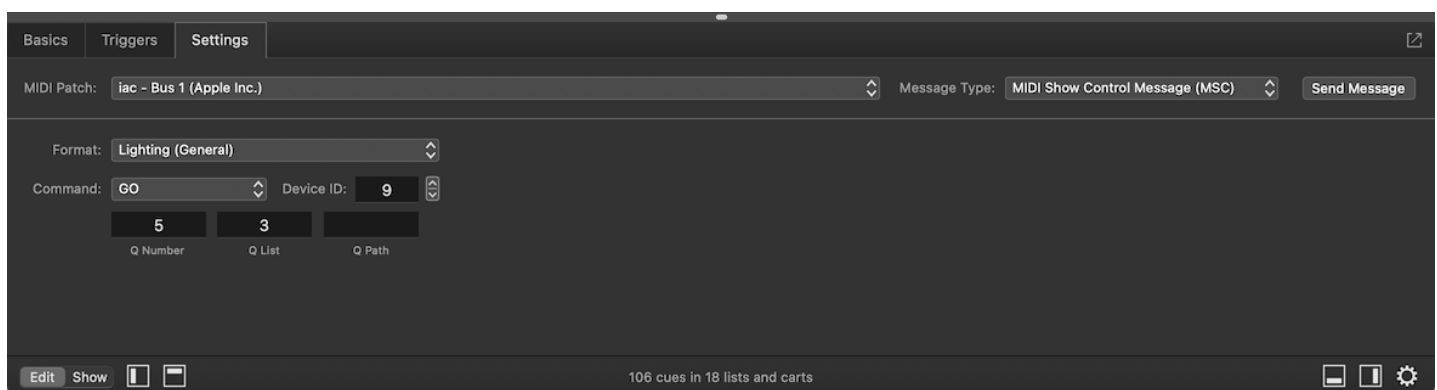 Basics Triggers Settings
MIDI Patch: iac - Bus 1 (Apple Inc.) Message Type: MIDI Show Control Message (MSC) Send Message
Format: Lighting (General)
Command: GO Device ID: 9
5 3
Q Number Q List Q Path
Edit Show 106 cues in 18 lists and carts